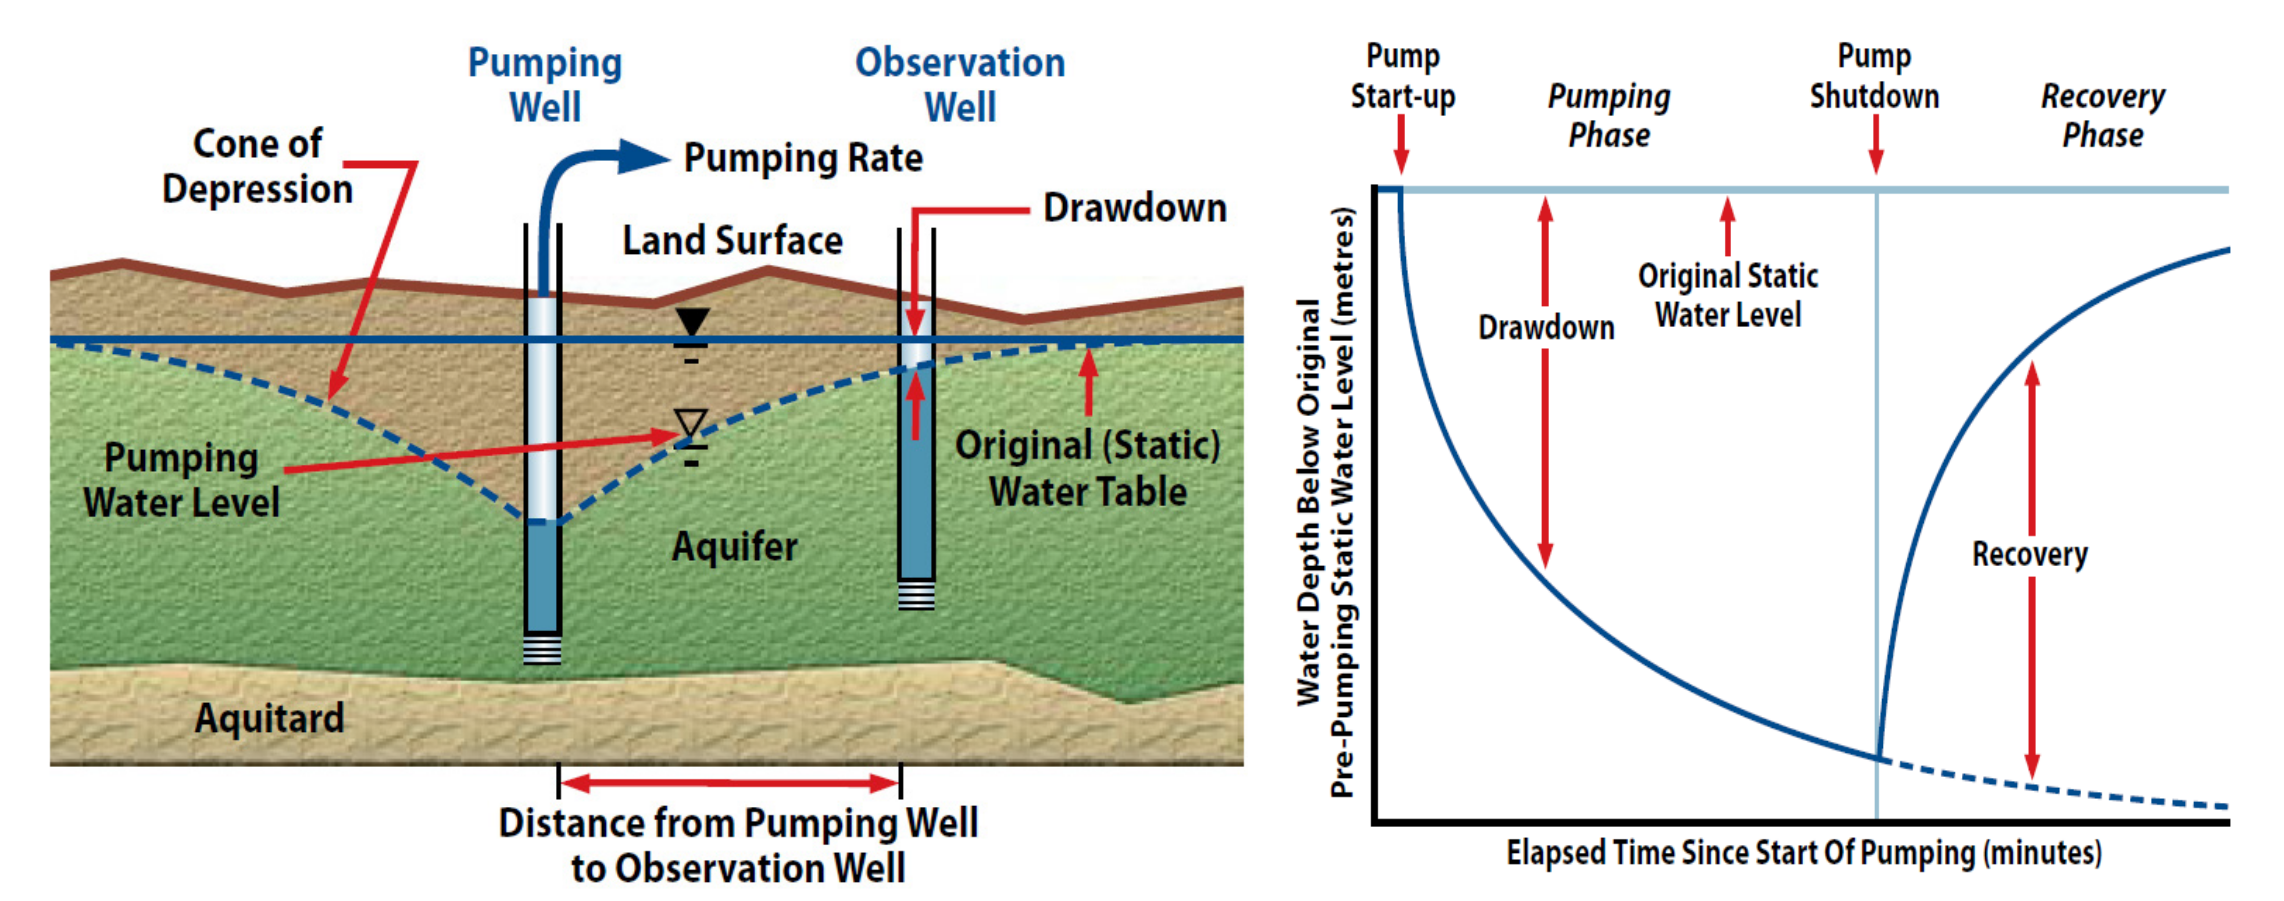 Pumping
Well
Observation
Well
Cone of
Depression
Pumping Rate
Drawdown
Land Surface
Pumping
Water Level
Original (Static)
Water Table
Aquifer
Aquitard
Distance from Pumping Well
to Observation Well
Pump
Start-up
Pumping
Phase
Pump
Shutdown
Recovery
Phase
Original Static
Water Level
Drawdown
Recovery
Water Depth Below Original
Pre-Pumping Static Water Level (metres)
Elapsed Time Since Start Of Pumping (minutes)